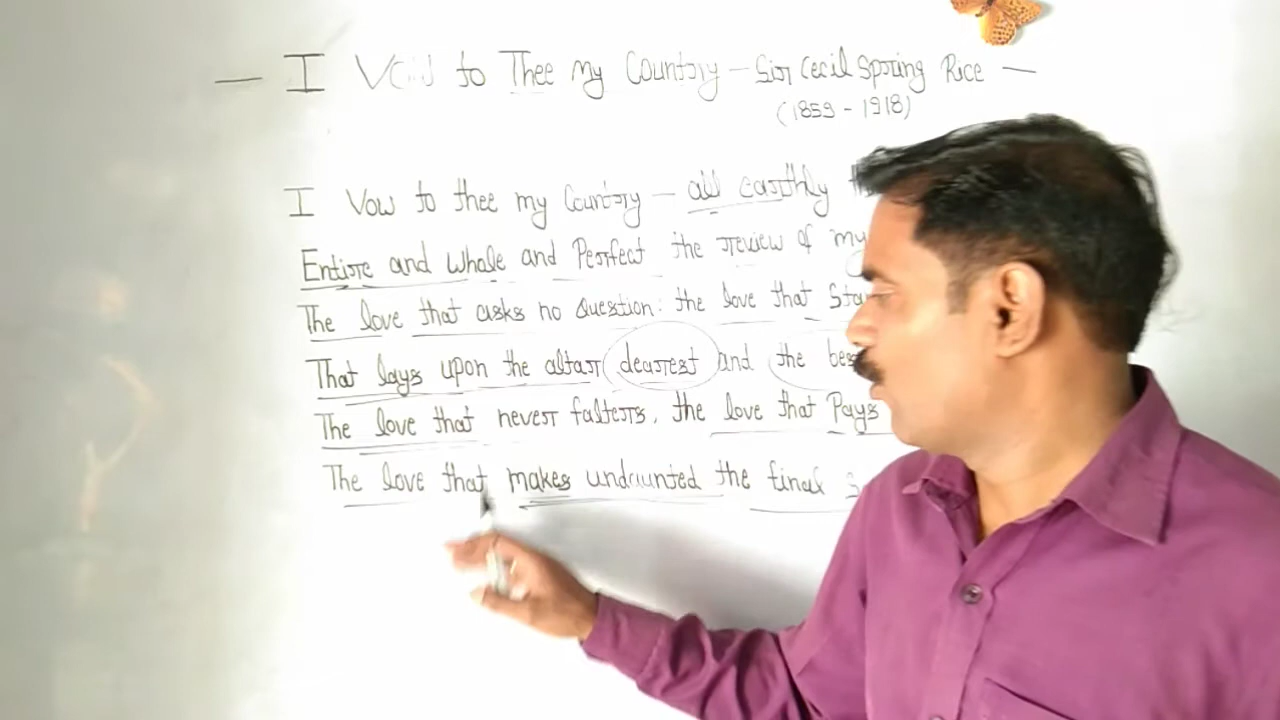 — I Vow to Thee My Country – Sir Cecil Spring Rice —
(1859 - 1918)
I Vow to thee my Country – all earthly
Entire and whole and Perfect the review of my
The love that asks no Question: the love that Sta
That lays upon the altar dearest and the bes
The love that never falters, the love that Pays
The love that makes undaunted the final s